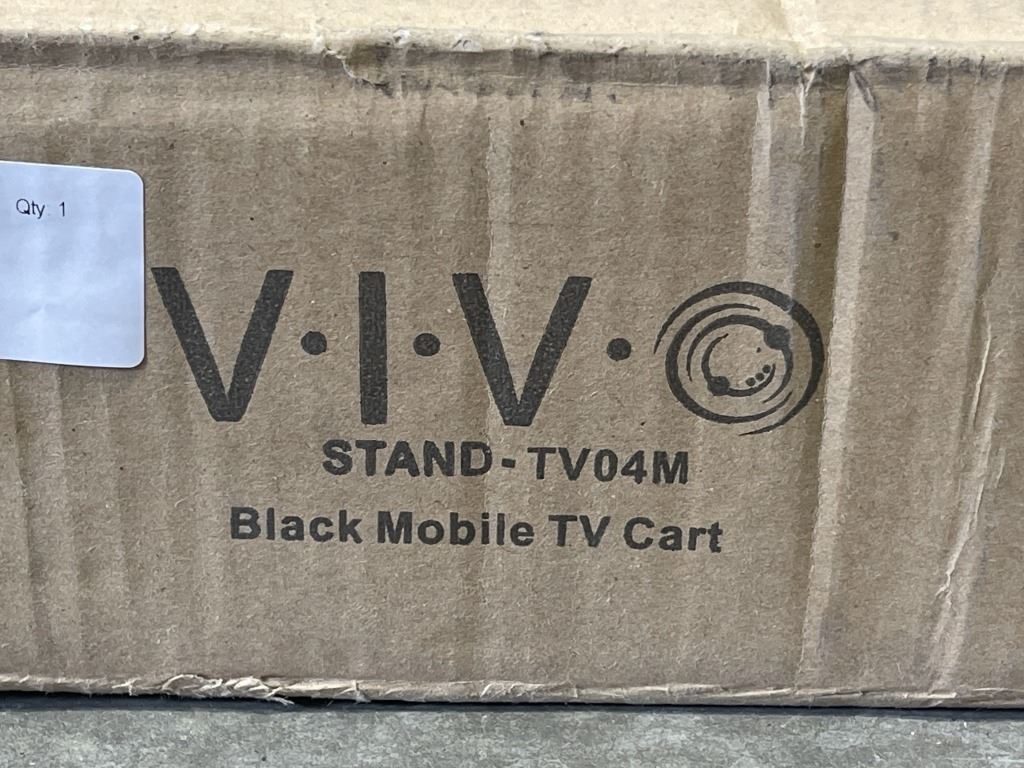 Qty: 1
V·I·V·O
STAND-TV04M
Black Mobile TV Cart